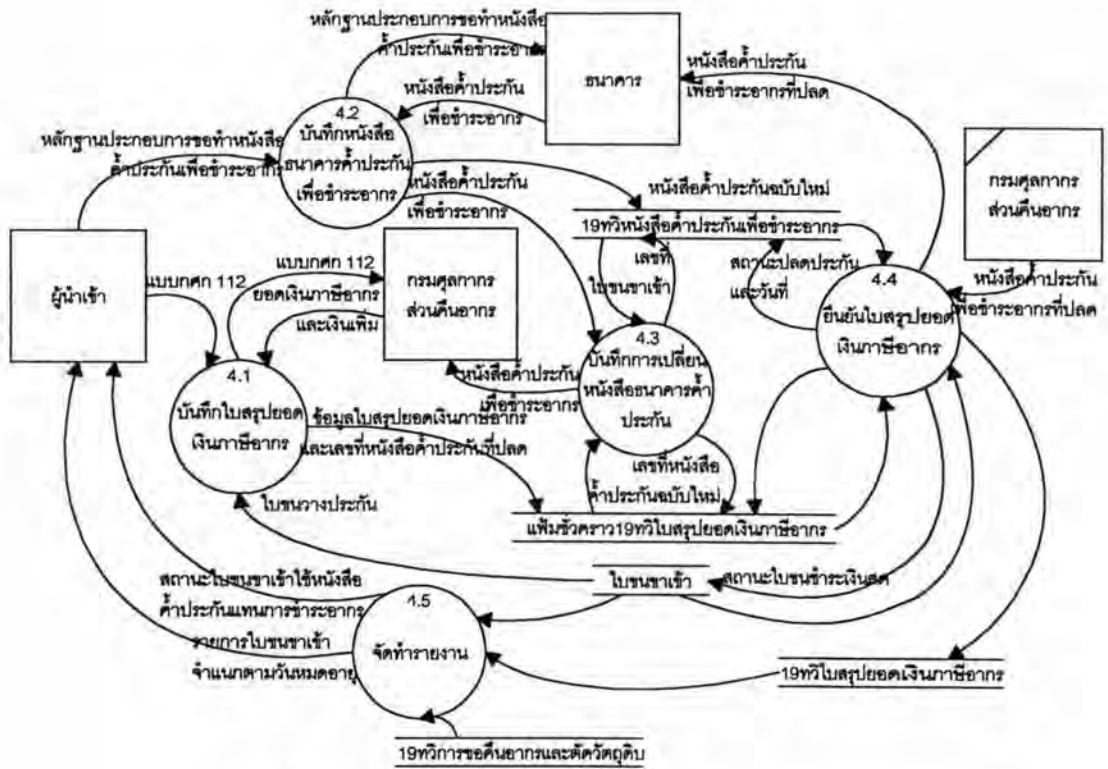 หลักฐานประกอบการขอทำหนังสือ
ค้ำประกันเพื่อชำระอากร
ธนาคาร
หนังสือค้ำประกัน
เพื่อชำระอากร
หนังสือค้ำประกัน
เพื่อชำระอากรที่ปลด
4.2
บันทึกหนังสือ
ธนาคารค้ำประกัน
เพื่อชำระอากร
หลักฐานประกอบการขอทำหนังสือ
ค้ำประกันเพื่อชำระอากร
กรมศุลกากร
ส่วนคืนอากร
หนังสือค้ำประกัน
เพื่อชำระอากร
หนังสือค้ำประกันฉบับใหม่
19ทวิหนังสือค้ำประกันเพื่อชำระอากร
ผู้นำเข้า
แบบกศก 112
แบบกศก 112
ยอดเงินภาษีอากร
และเงินเพิ่ม
กรมศุลกากร
ส่วนคืนอากร
เลขที่
ใบขนขาเข้า
สถานะปลดประกัน
และวันที่
4.4
ยืนยันใบสรุปยอด
เงินภาษีอากร
หนังสือค้ำประกัน
เพื่อชำระอากรที่ปลด
4.3
บันทึกการเปลี่ยน
หนังสือธนาคารค้ำ
ประกัน
หนังสือค้ำประกัน
เพื่อชำระอากร
4.1
บันทึกใบสรุปยอด
เงินภาษีอากร
ข้อมูลใบสรุปยอดเงินภาษีอากร
และเลขที่หนังสือค้ำประกันที่ปลด
เลขที่หนังสือ
ค้ำประกันฉบับใหม่
ใบขนวางประกัน
แฟ้มชั่วคราว19ทวิใบสรุปยอดเงินภาษีอากร
ใบขนขาเข้า
สถานะใบขนชำระเงินสด
สถานะใบขนขาเข้าใช้หนังสือ
ค้ำประกันแทนการชำระอากร
4.5
จัดทำรายงาน
รายการใบขนขาเข้า
จำแนกตามวันหมดอายุ
19ทวิใบสรุปยอดเงินภาษีอากร
19ทวิการขอคืนอากรและตัดวัตถุดิบ